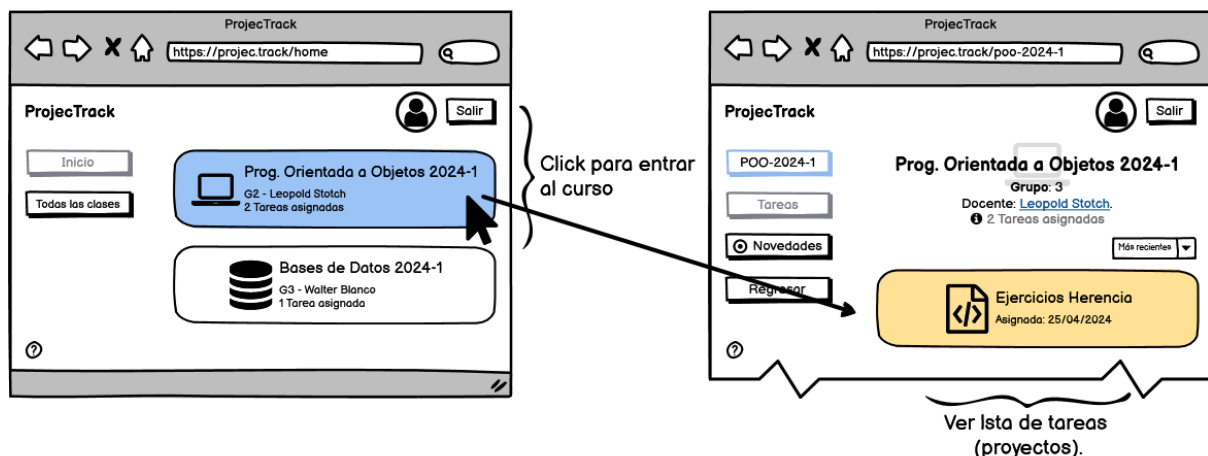 ProjecTrack
https://projec.track/home
ProjecTrack
Salir
Inicio
Todas las clases
Prog. Orientada a Objetos 2024-1
G2 - Leopold Stotch
2 Tareas asignadas
Bases de Datos 2024-1
G3 - Walter Blanco
1 Tarea asignada
?
Click para entrar
al curso
ProjecTrack
https://projec.track/poo-2024-1
ProjecTrack
Salir
POO-2024-1
Tareas
Novedades
Regresar
Prog. Orientada a Objetos 2024-1
Grupo: 3
Docente: Leopold Stotch.
2 Tareas asignadas
Más recientes
Ejercicios Herencia
Asignada: 25/04/2024
?
Ver lsta de tareas
(proyectos).